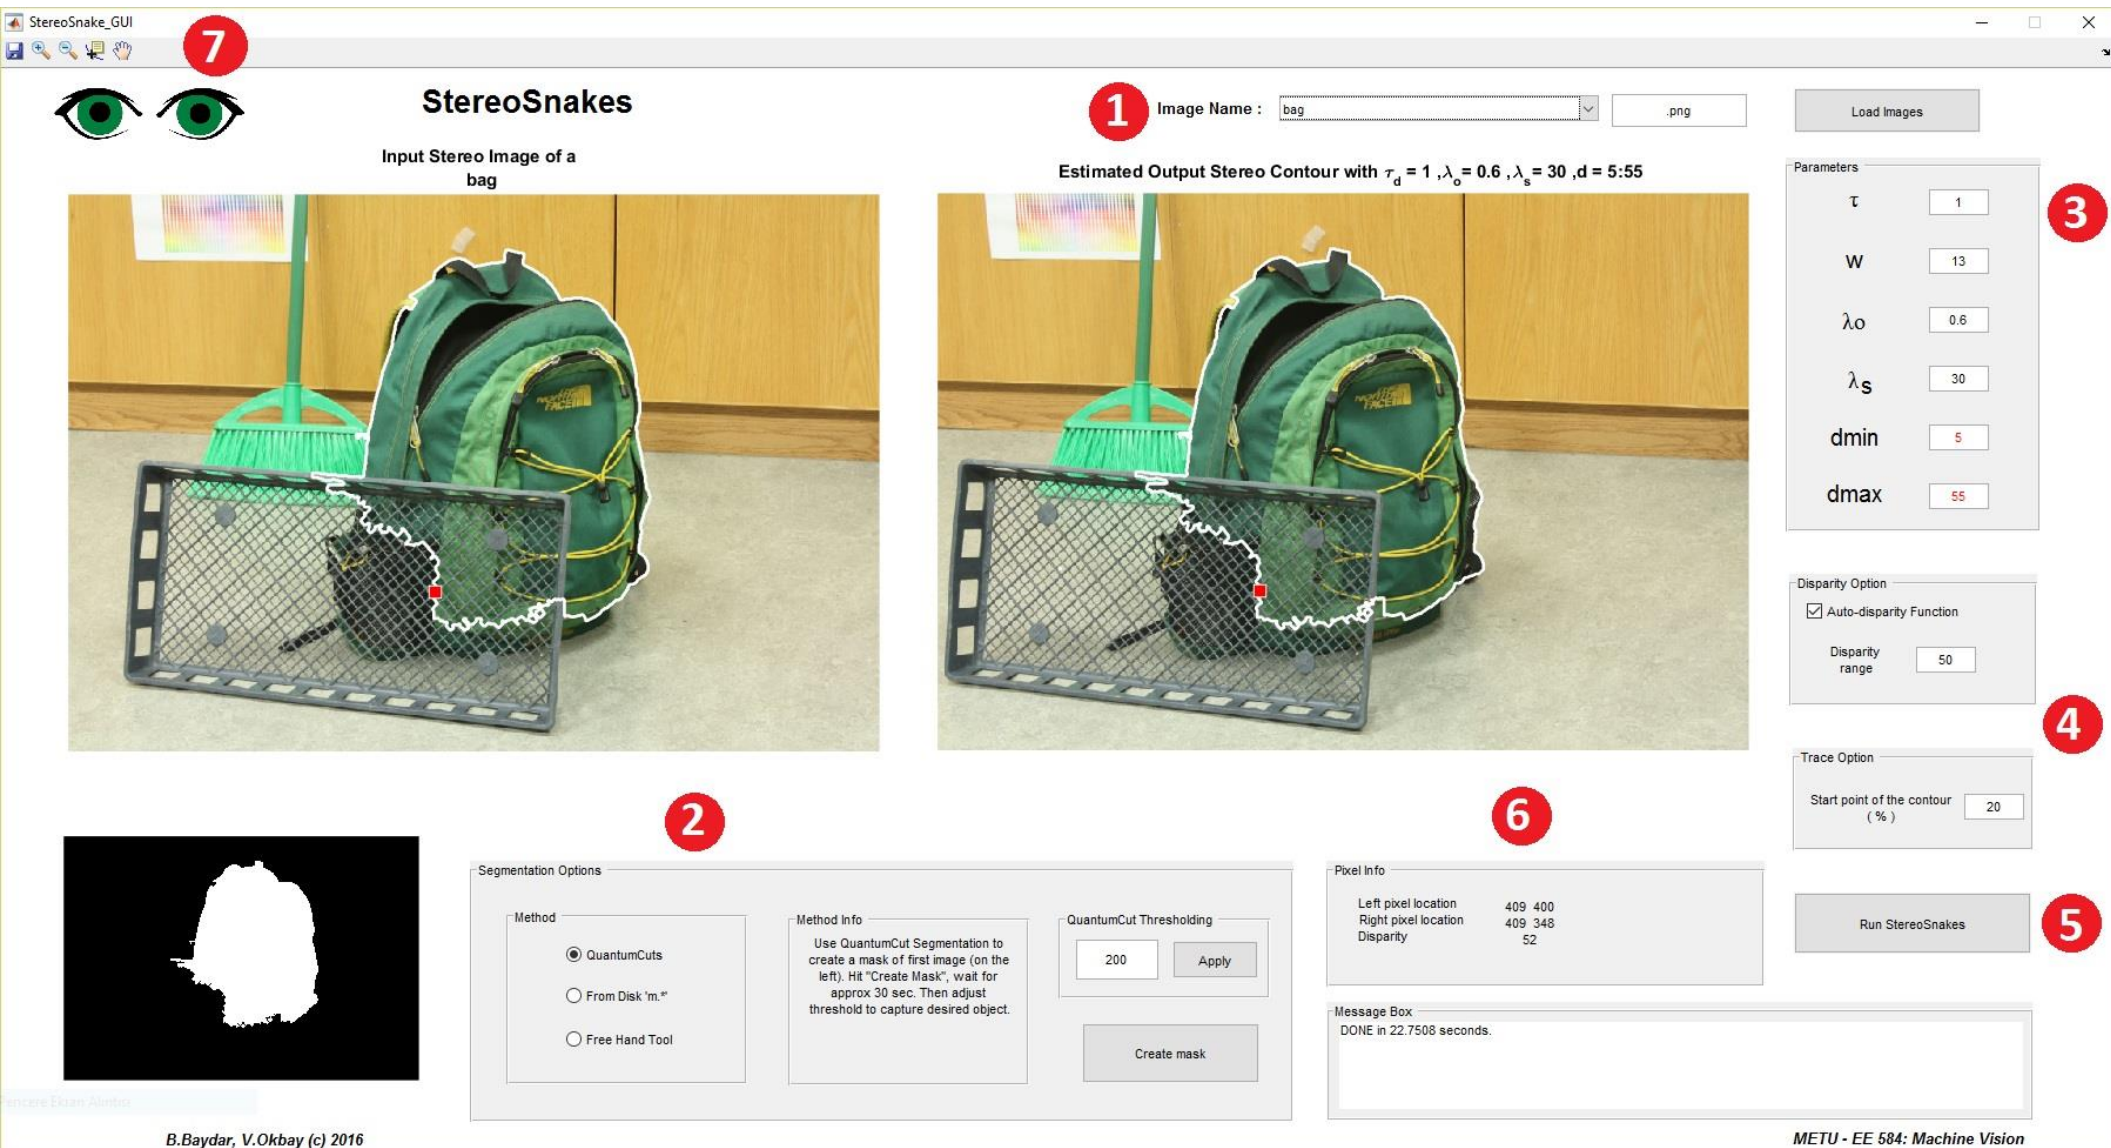 StereoSnake_GUI
7
StereoSnakes
1
Image Name :
bag
.png
Load Images
Input Stereo Image of a
bag
Estimated Output Stereo Contour with τd = 1 ,λo= 0.6 ,λs= 30 ,d = 5:55
Parameters
τ
1
3
w
13
λo
0.6
λs
30
dmin
5
dmax
55
NORTH
FACE
NORTH
FACE
Disparity Option
Auto-disparity Function
Disparity
range
50
4
Trace Option
Start point of the contour
( % )
20
2
6
Segmentation Options
Method
QuantumCuts
From Disk 'm.*'
Free Hand Tool
Method Info
Use QuantumCut Segmentation to
create a mask of first image (on the
left). Hit "Create Mask", wait for
approx 30 sec. Then adjust
threshold to capture desired object.
QuantumCut Thresholding
200
Apply
Create mask
Pixel Info
Left pixel location 409 400
Right pixel location 409 348
Disparity 52
Run StereoSnakes
5
Message Box
DONE in 22.7508 seconds.
Pencere Ekran Alıntısı
B.Baydar, V.Okbay (c) 2016
METU - EE 584: Machine Vision